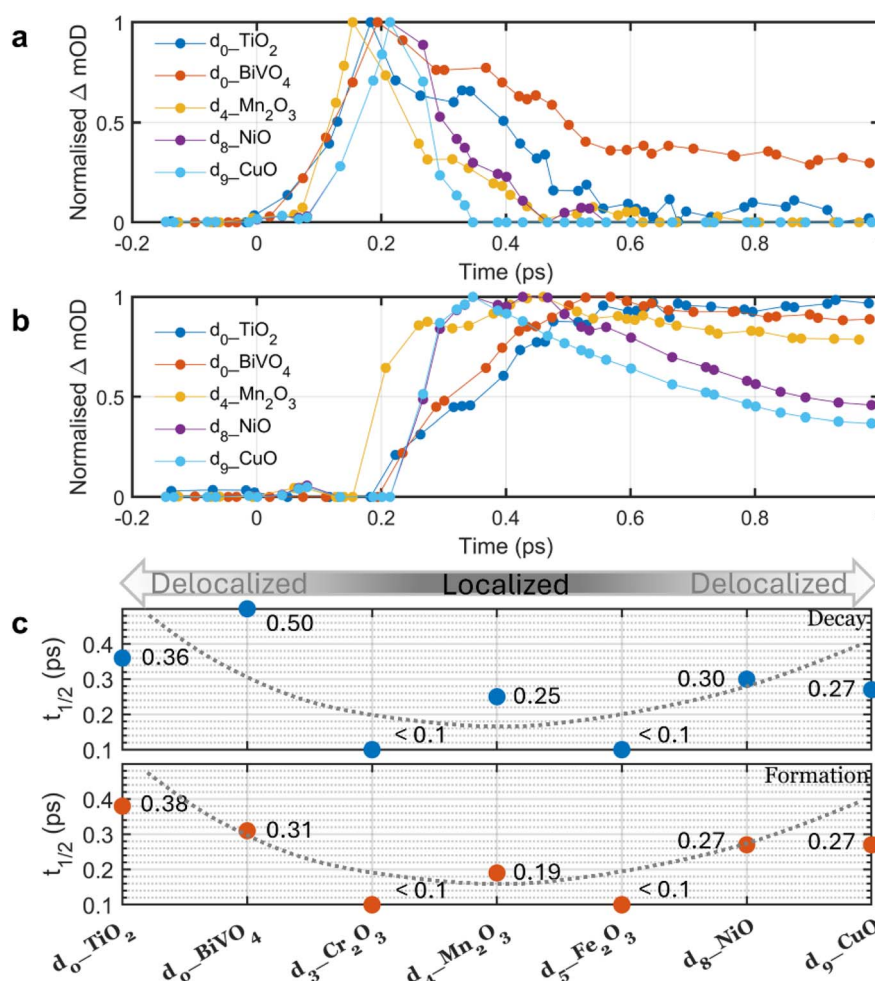 a
Normalised Δ mOD
1
0.5
0
d₀_TiO₂
d₀_BiVO₄
d₄_Mn₂O₃
d₈_NiO
d₉_CuO
-0.2 0 0.2 0.4 0.6 0.8
Time (ps)
b
Normalised Δ mOD
1
0.5
0
d₀_TiO₂
d₀_BiVO₄
d₄_Mn₂O₃
d₈_NiO
d₉_CuO
-0.2 0 0.2 0.4 0.6 0.8 1
Time (ps)
Delocalized Localized Delocalized
c
Decay
t₁/₂ (ps)
0.4
0.3
0.2
0.1
0.36 0.50 < 0.1 0.25 < 0.1 0.30 0.27
Formation
t₁/₂ (ps)
0.4
0.3
0.2
0.1
0.38 0.31 < 0.1 0.19 < 0.1 0.27 0.27
d₀_TiO₂ d₀_BiVO₄ d₃_Cr₂O₃ d₄_Mn₂O₃ d₅_Fe₂O₃ d₈_NiO d₉_CuO